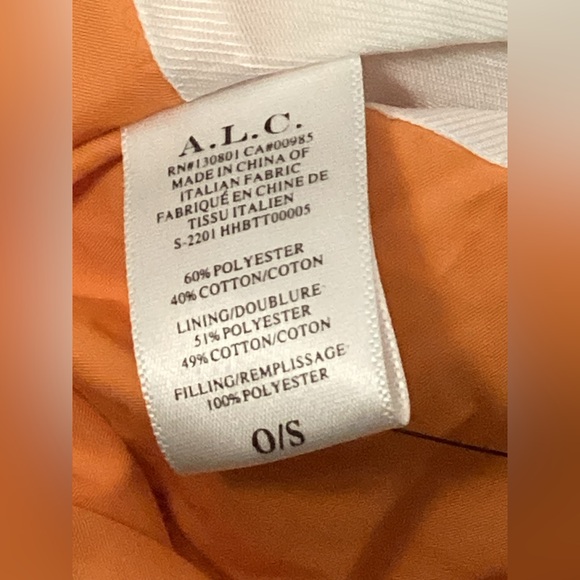 A.L.C.
RN#130801 CA#00985
MADE IN CHINA OF
ITALIAN FABRIC
FABRIQUÉ EN CHINE DE
TISSU ITALIEN
S-2201 HHBTT00005
60% POLYESTER
40% COTTON/COTON
LINING/DOUBLURE
51% POLYESTER
49% COTTON/COTON
FILLING/REMPLISSAGE
100% POLYESTER
O/S